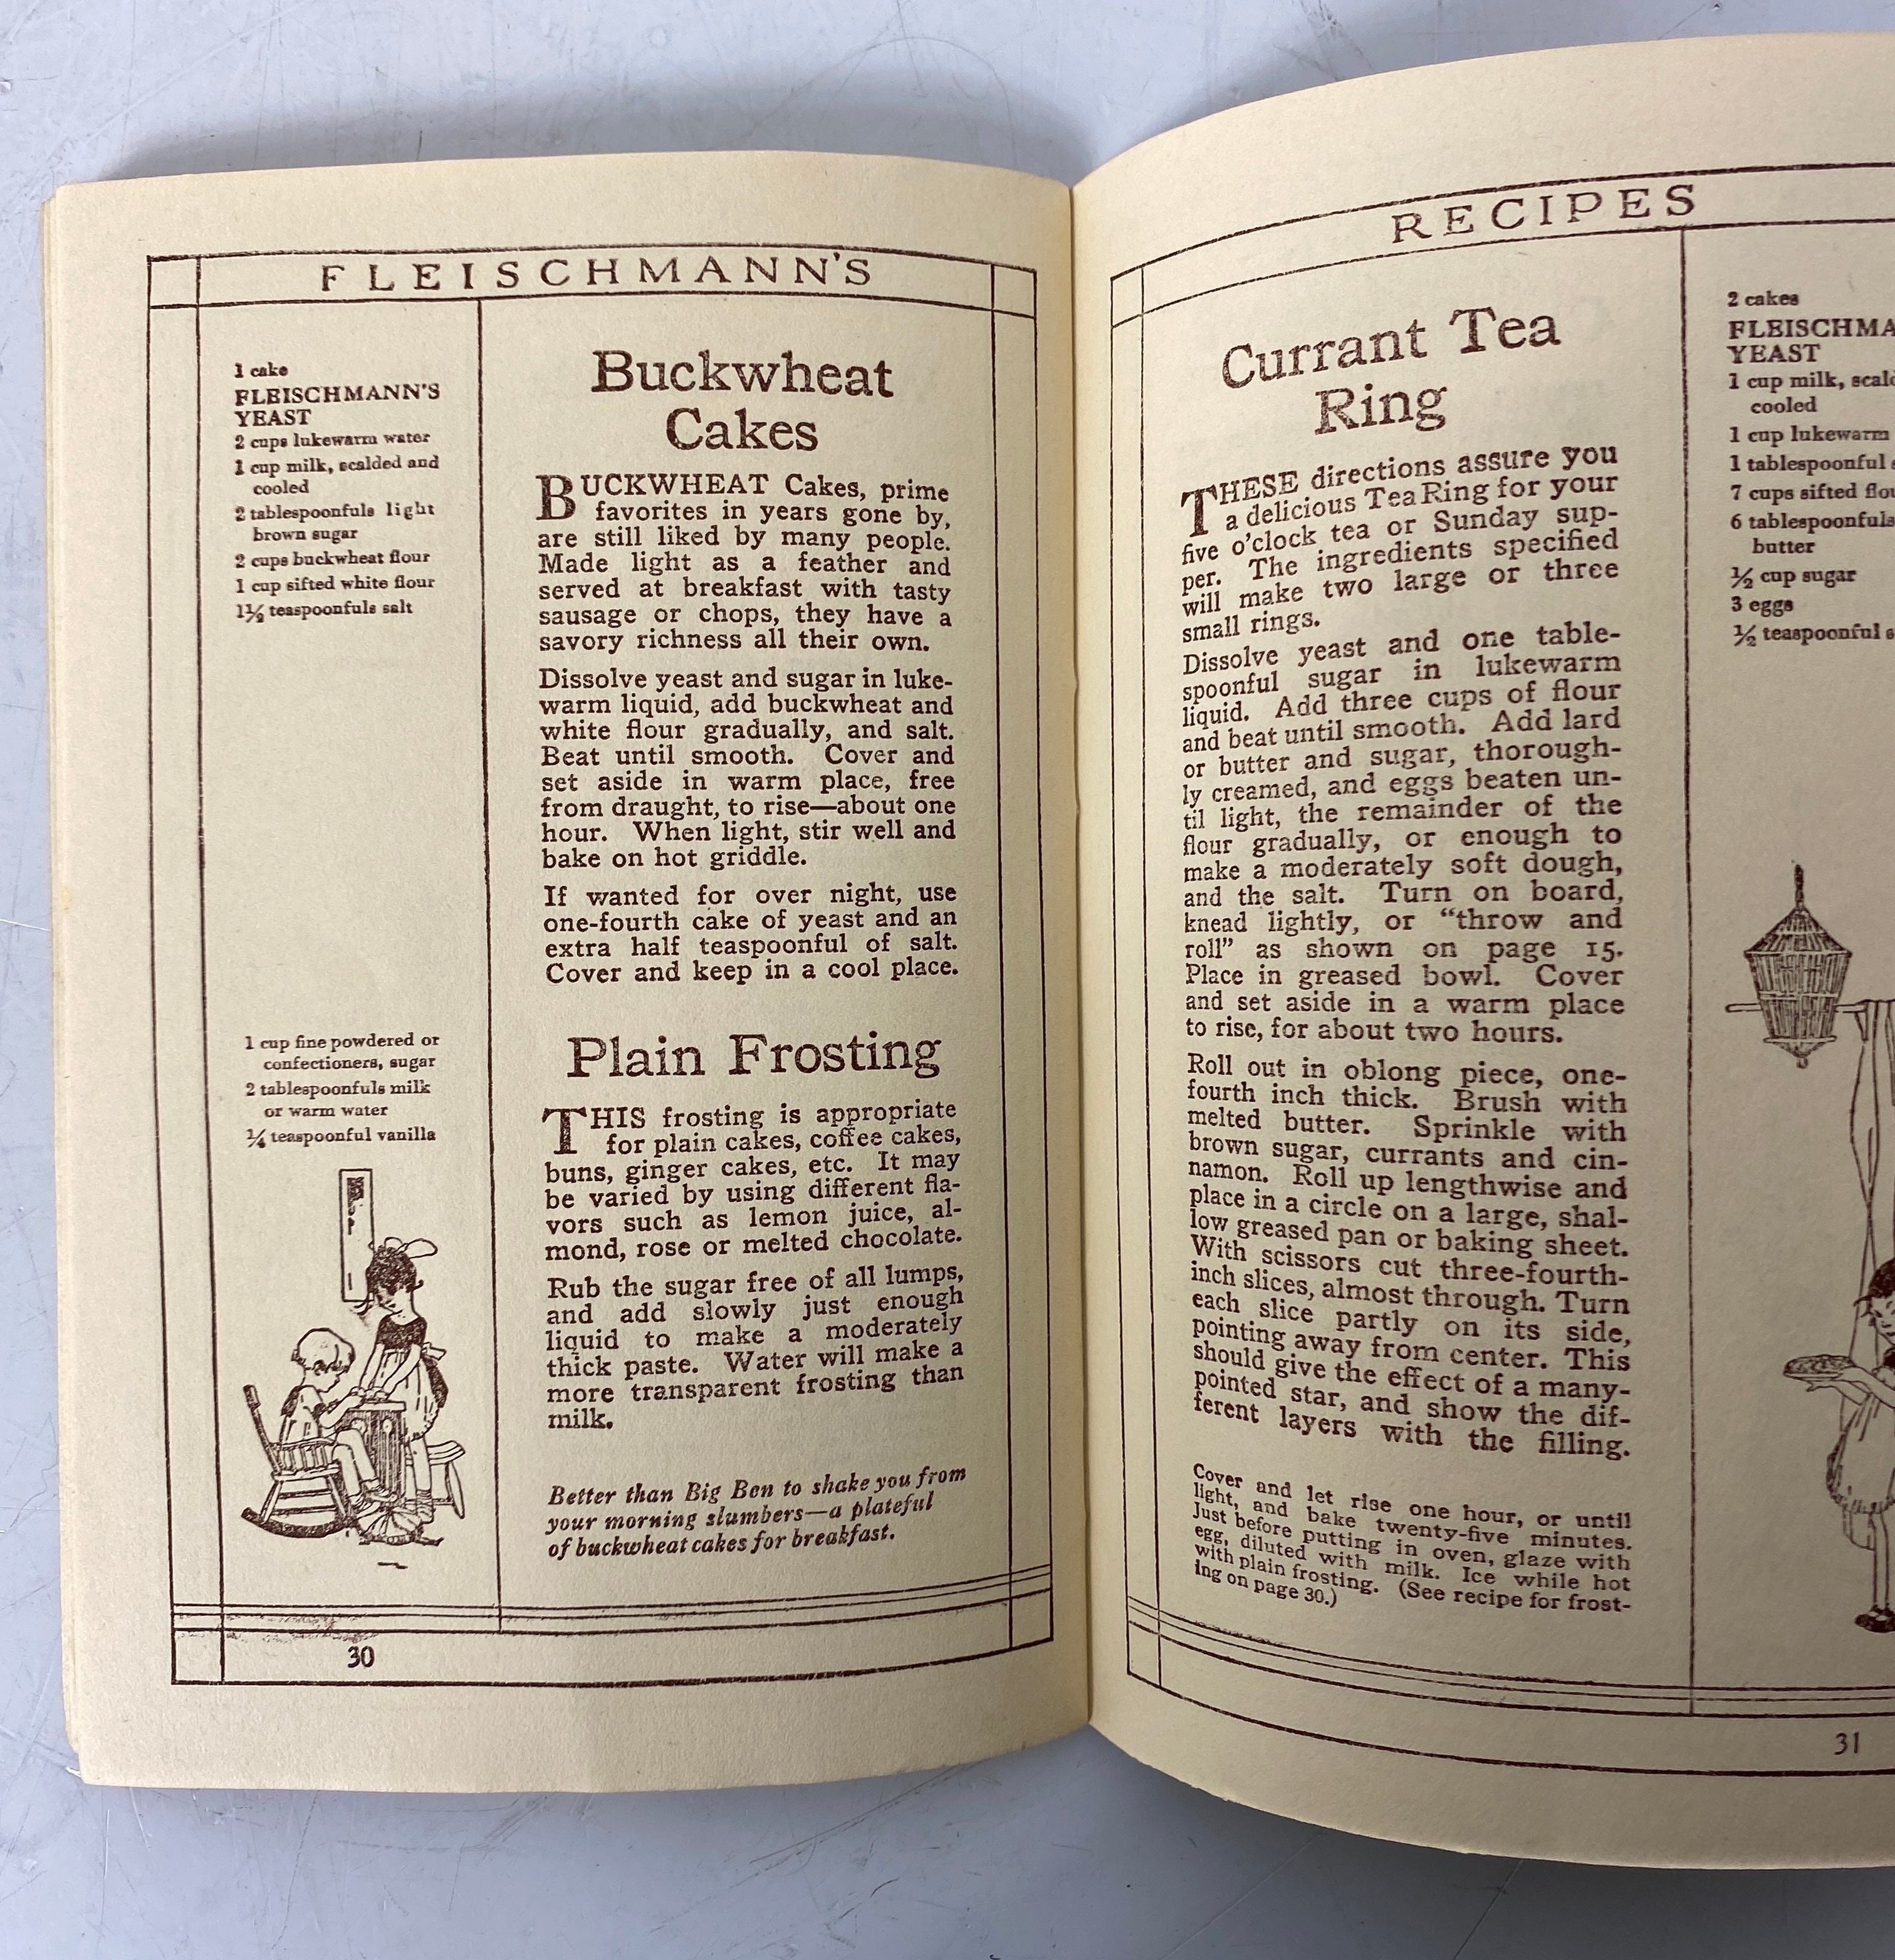 FLEISCHMANN'S
1 cake
FLEISCHMANN'S
YEAST
2 cups lukewarm water
1 cup milk, scalded and
cooled
2 tablespoonfuls light
brown sugar
2 cups buckwheat flour
1 cup sifted white flour
1½ teaspoonfuls salt
Buckwheat
Cakes
BUCKWHEAT Cakes, prime
favorites in years gone by,
are still liked by many people.
Made light as a feather and
served at breakfast with tasty
sausage or chops, they have a
savory richness all their own.
Dissolve yeast and sugar in luke-
warm liquid, add buckwheat and
white flour gradually, and salt.
Beat until smooth. Cover and
set aside in warm place, free
from draught, to rise—about one
hour. When light, stir well and
bake on hot griddle.
If wanted for over night, use
one-fourth cake of yeast and an
extra half teaspoonful of salt.
Cover and keep in a cool place.
1 cup fine powdered or
confectioners, sugar
2 tablespoonfuls milk
or warm water
¼ teaspoonful vanilla
Plain Frosting
THIS frosting is appropriate
for plain cakes, coffee cakes,
buns, ginger cakes, etc. It may
be varied by using different fla-
vors such as lemon juice, al-
mond, rose or melted chocolate.
Rub the sugar free of all lumps,
and add slowly just enough
liquid to make a moderately
thick paste. Water will make a
more transparent frosting than
milk.
Better than Big Ben to shake you from
your morning slumbers—a plateful
of buckwheat cakes for breakfast.
30
RECIPES
Currant Tea
Ring
THESE directions assure you
a delicious Tea Ring for your
five o'clock tea or Sunday sup-
per. The ingredients specified
will make two large or three
small rings.
Dissolve yeast and one table-
spoonful sugar in lukewarm
liquid. Add three cups of flour
and beat until smooth. Add lard
or butter and sugar, thorough-
ly creamed, and eggs beaten un-
til light, the remainder of the
flour gradually, or enough to
make a moderately soft dough,
and the salt. Turn on board,
knead lightly, or "throw and
roll" as shown on page 15.
Place in greased bowl. Cover
and set aside in a warm place
to rise, for about two hours.
Roll out in oblong piece, one-
fourth inch thick. Brush with
melted butter. Sprinkle with
brown sugar, currants and cin-
namon. Roll up lengthwise and
place in a circle on a large, shal-
low greased pan or baking sheet.
With scissors cut three-fourth-
inch slices, almost through. Turn
each slice partly on its side,
pointing away from center. This
should give the effect of a many-
pointed star, and show the dif-
ferent layers with the filling.
Cover and let rise one hour, or until
light, and bake twenty-five minutes.
Just before putting in oven, glaze with
egg, diluted with milk. Ice while hot
with plain frosting. (See recipe for frost-
ing on page 30.)
2 cakes
FLEISCHMA
YEAST
1 cup milk, scal
cooled
1 cup lukewarm
1 tablespoonful
7 cups sifted flou
6 tablespoonfuls
butter
½ cup sugar
3 eggs
½ teaspoonful s
31